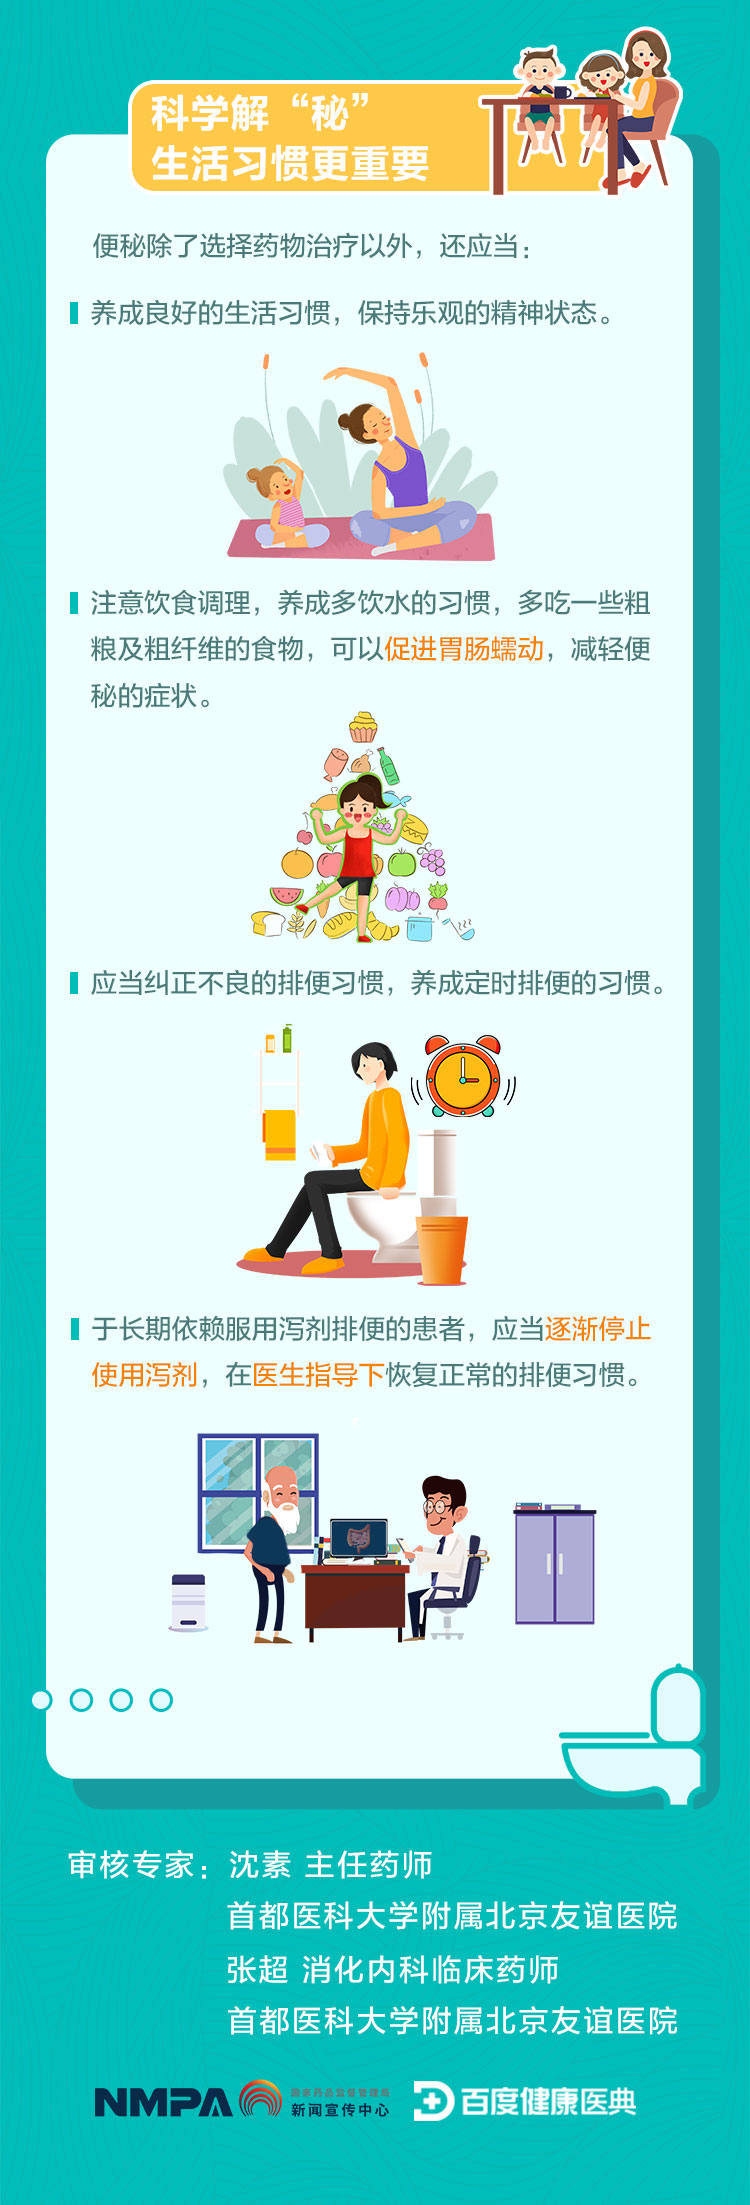 科学解“秘”
生活习惯更重要
便秘除了选择药物治疗以外，还应当：
养成良好的生活习惯，保持乐观的精神状态。
注意饮食调理，养成多饮水的习惯，多吃一些粗
粮及粗纤维的食物，可以促进胃肠蠕动，减轻便
秘的症状。
应当纠正不良的排便习惯，养成定时排便的习惯。
于长期依赖服用泻剂排便的患者，应当逐渐停止
使用泻剂，在医生指导下恢复正常的排便习惯。
审核专家：沈素 主任药师
首都医科大学附属北京友谊医院
张超 消化内科临床药师
首都医科大学附属北京友谊医院
NMPA 国家药品监督管理局
新闻宣传中心
百度健康医典